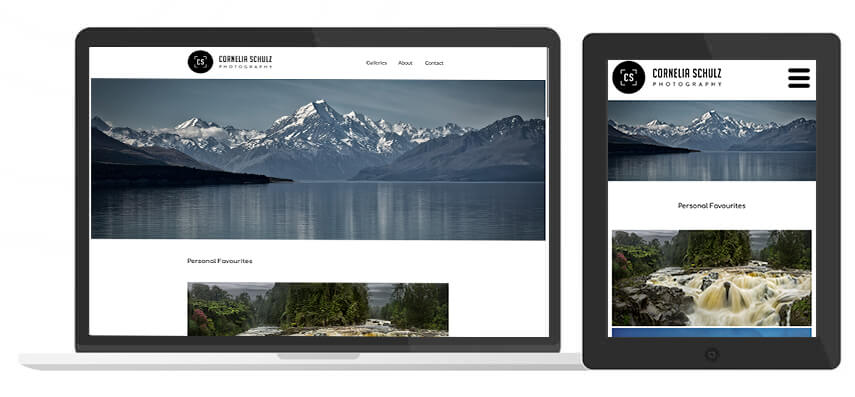 CS
CORNELIA SCHULZ
PHOTOGRAPHY
Galleries About Contact
Personal Favourites
CS
CORNELIA SCHULZ
PHOTOGRAPHY
Personal Favourites